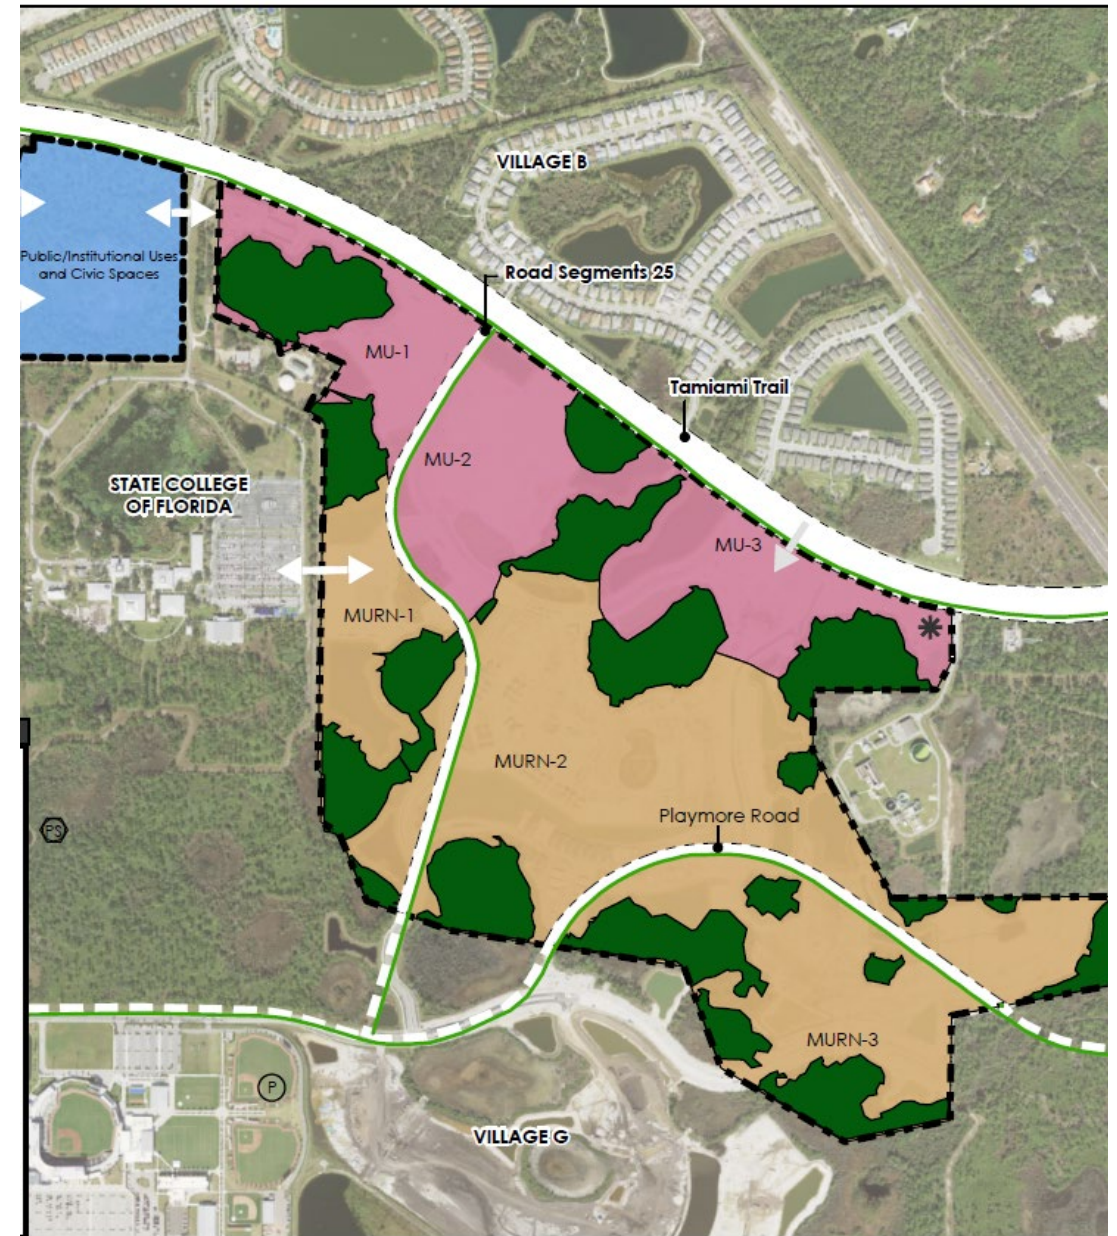 VILLAGE B
Public/Institutional Uses
and Civic Spaces
Road Segments 25
MU-1
Tamiami Trail
MU-2
STATE COLLEGE
OF FLORIDA
MU-3
MURN-1
MURN-2
Playmore Road
PS
MURN-3
P
VILLAGE G